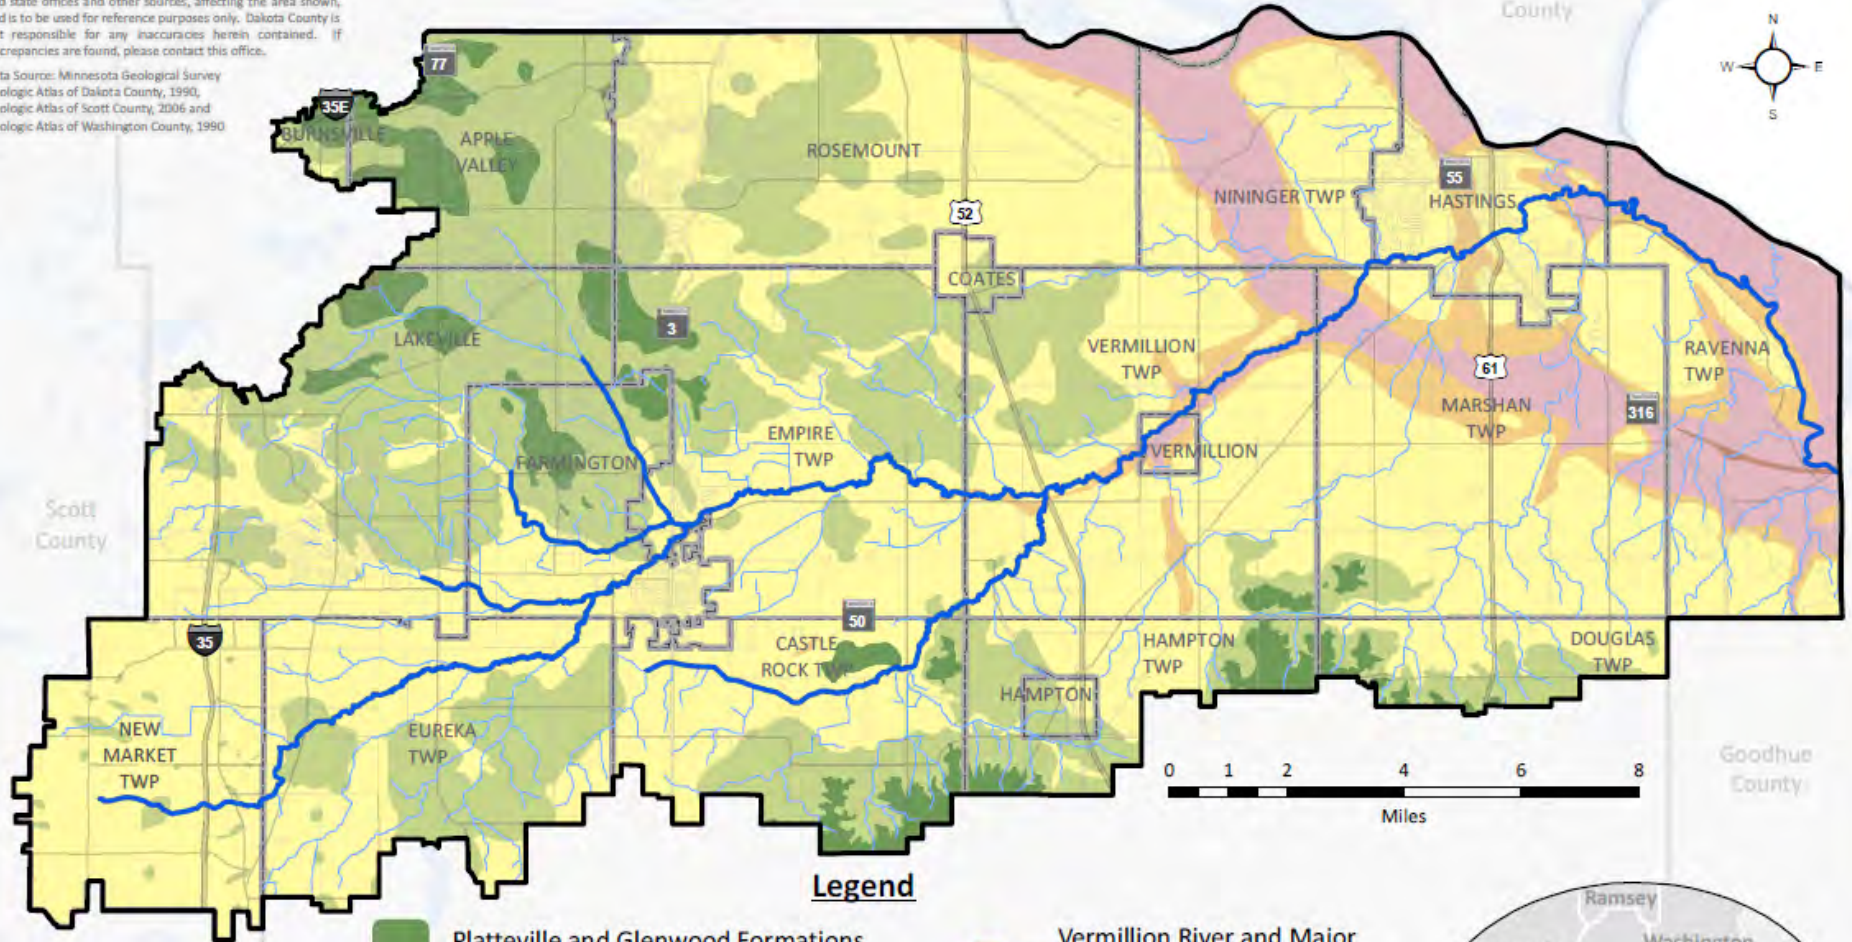 d state offices and other sources, affecting the area shown,
d is to be used for reference purposes only. Dakota County is
t responsible for any inaccuracies herein contained. If
crepancies are found, please contact this office.
ta Source: Minnesota Geological Survey
ologic Atlas of Dakota County, 1990,
ologic Atlas of Scott County, 2006 and
ologic Atlas of Washington County, 1990
County
N
W E
S
77
35E
BURNSVILLE
APPLE
VALLEY
ROSEMOUNT
52
NININGER TWP
55
HASTINGS
COATES
3
LAKEVILLE
VERMILLION
TWP
61
RAVENNA
TWP
MARSHAN
TWP
316
EMPIRE
TWP
FARMINGTON
VERMILLION
Scott
County
35
50
CASTLE
ROCK TWP
HAMPTON
TWP
DOUGLAS
TWP
HAMPTON
NEW
MARKET
TWP
EUREKA
TWP
Goodhue
County
0 1 2 4 6 8
Miles
Legend
Platteville and Glenwood Formations
Vermillion River and Major
Ramsey
Washington